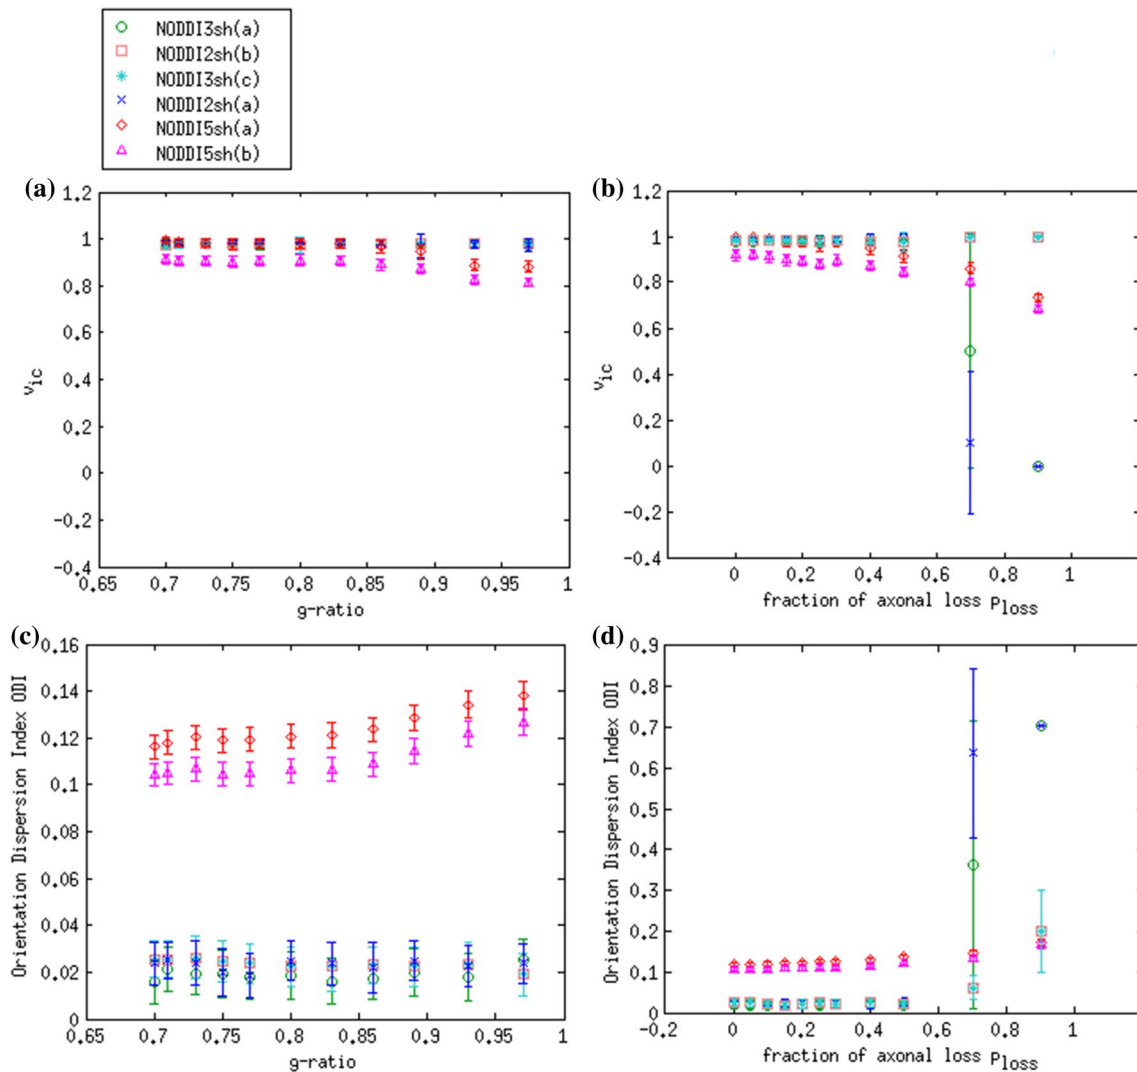 NODDI3sh(a)
NODDI2sh(b)
NODDI3sh(c)
NODDI2sh(a)
NODDI5sh(a)
NODDI5sh(b)
(a)
1.2
1
0.8
0.6
0.4
0.2
0
-0.2
-0.4
νic
0.65 0.7 0.75 0.8 0.85 0.9 0.95 1
g-ratio
(b)
1.2
1
0.8
0.6
0.4
0.2
0
-0.2
-0.4
νic
0 0.2 0.4 0.6 0.8 1
fraction of axonal loss Ploss
(c)
0.16
0.14
0.12
0.1
0.08
0.06
0.04
0.02
0
Orientation Dispersion Index ODI
0.65 0.7 0.75 0.8 0.85 0.9 0.95 1
g-ratio
(d)
0.9
0.8
0.7
0.6
0.5
0.4
0.3
0.2
0.1
0
Orientation Dispersion Index ODI
-0.2 0 0.2 0.4 0.6 0.8 1
fraction of axonal loss Ploss